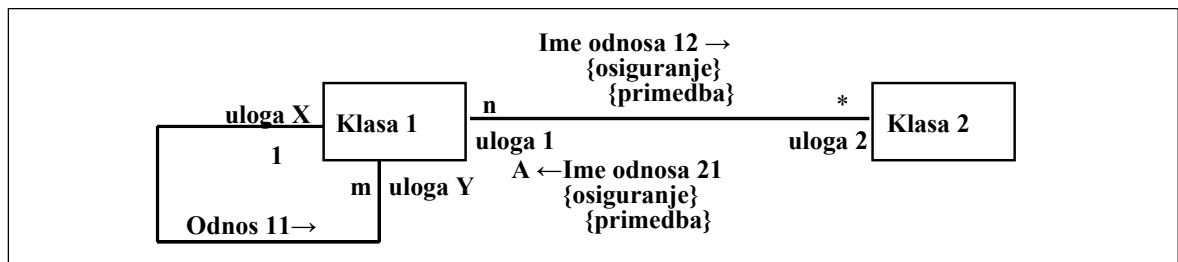 Ime odnosa 12 →
{osiguranje}
{primedba}
uloga X
Klasa 1
n
*
Klasa 2
1
uloga 1
uloga 2
m
uloga Y
A ←Ime odnosa 21
{osiguranje}
{primedba}
Odnos 11→